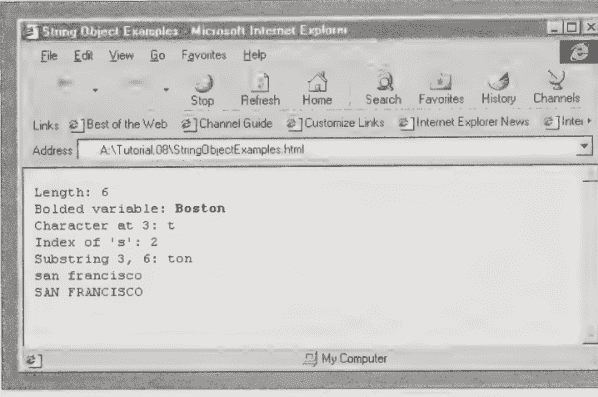 String Object Examples - Microsoft Internet Explorer
File Edit View Go Favorites Help
Stop Refresh Home Search Favorites History Channels
Links Best of the Web Channel Guide Customize Links Internet Explorer News
Address A:\Tutorial.08\StringObjectExamples.html
Length: 6
Bolded variable: Boston
Character at 3: t
Index of 's': 2
Substring 3, 6: ton
san francisco
SAN FRANCISCO
My Computer